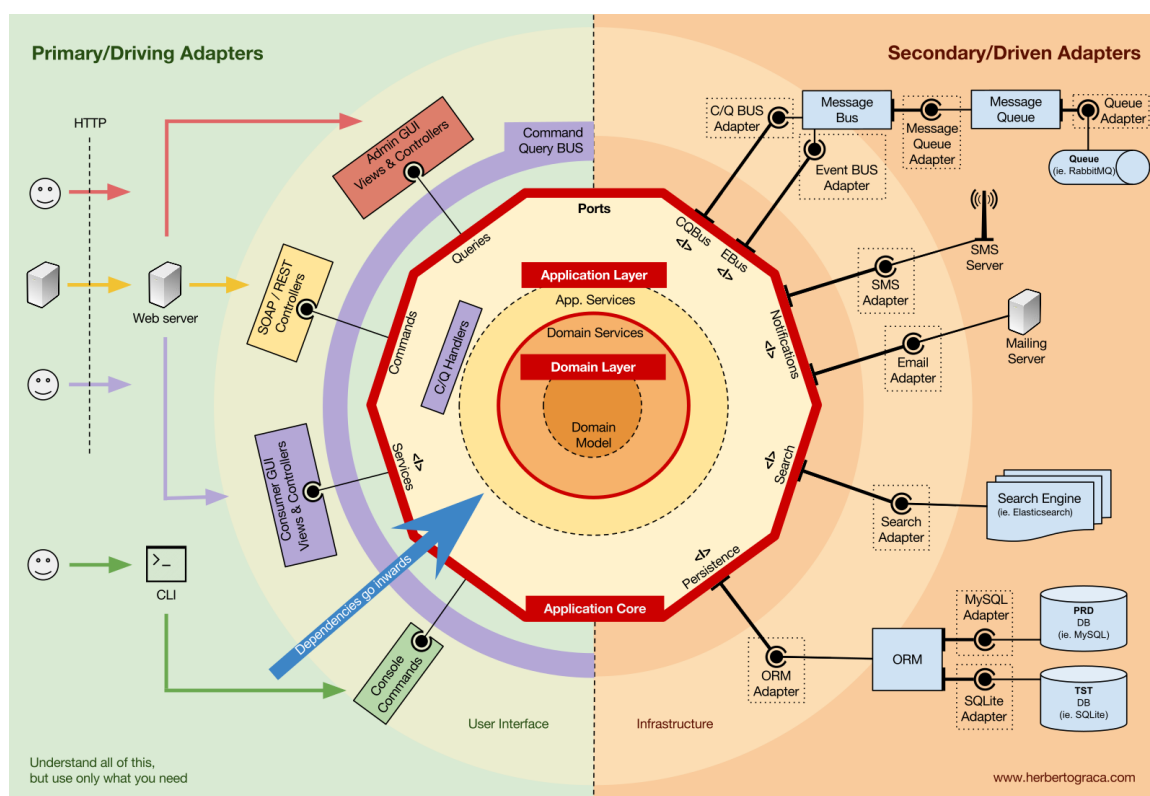 Primary/Driving Adapters
Secondary/Driven Adapters
HTTP
Web server
CLI
>_
Admin GUI
Views & Controllers
SOAP / REST
Controllers
Consumer GUI
Views & Controllers
Console
Commands
Command
Query BUS
Queries
Commands
Services
</>
C/Q Handlers
Dependencies go inwards
Ports
Application Layer
App. Services
Domain Services
Domain Layer
Domain
Model
Application Core
CQBus
</>
EBus
</>
Notifications
</>
Search
</>
Persistence
</>
C/Q BUS
Adapter
Message
Bus
Event BUS
Adapter
Message
Queue
Adapter
Message
Queue
Queue
Adapter
Queue
(ie. RabbitMQ)
SMS
Adapter
SMS
Server
Email
Adapter
Mailing
Server
Search
Adapter
Search Engine
(ie. Elasticsearch)
ORM
Adapter
ORM
MySQL
Adapter
PRD
DB
(ie. MySQL)
SQLite
Adapter
TST
DB
(ie. SQLite)
User Interface
Infrastructure
Understand all of this,
but use only what you need
www.herbertograca.com